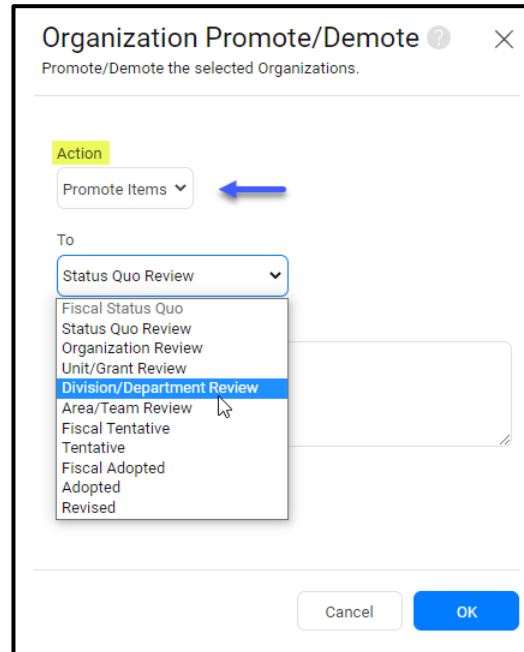 Organization Promote/Demote ?
Promote/Demote the selected Organizations.
Action
Promote Items
To
Status Quo Review
Fiscal Status Quo
Status Quo Review
Organization Review
Unit/Grant Review
Division/Department Review
Area/Team Review
Fiscal Tentative
Tentative
Fiscal Adopted
Adopted
Revised
Cancel
OK